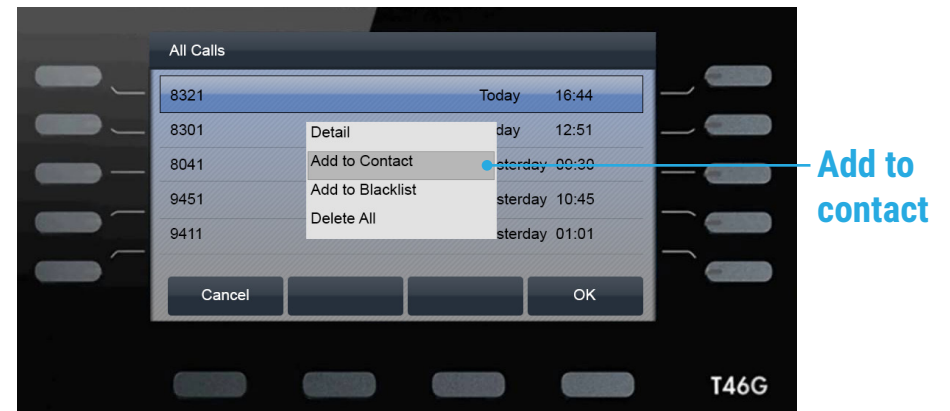 All Calls
8321 Today 16:44
8301 day 12:51
Detail
8041 sterday 09:30
Add to Contact
9451 sterday 10:45
Add to Blacklist
9411 sterday 01:01
Delete All
Cancel OK
T46G
Add to
contact